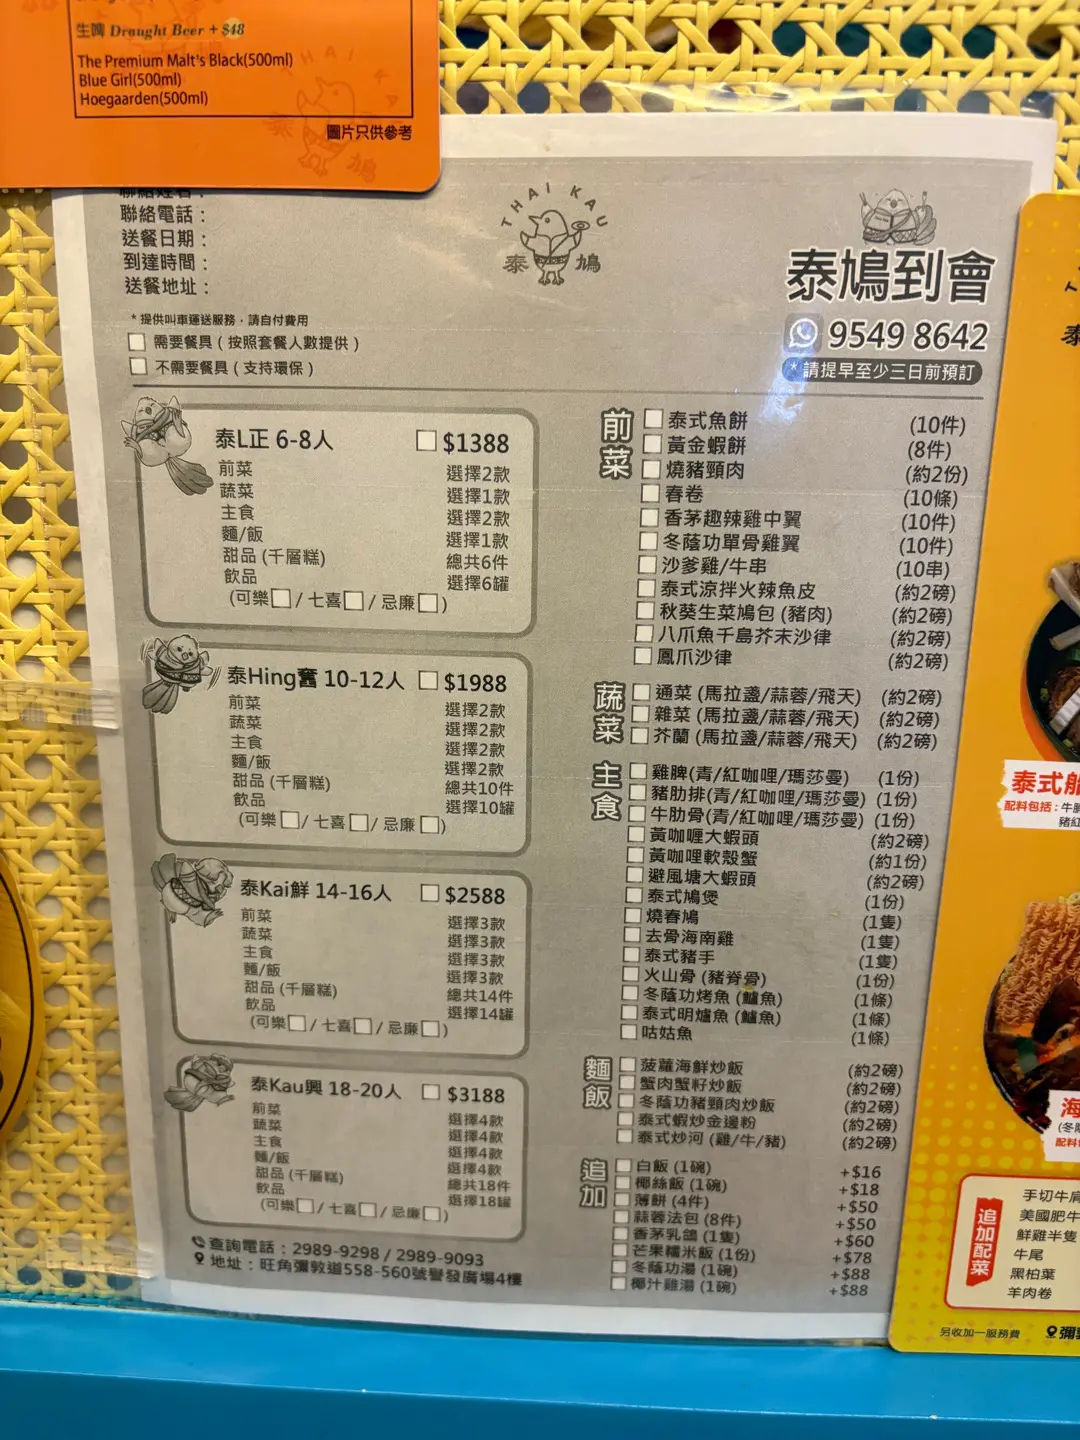 生啤 Draught Beer + $48
The Premium Malt's Black(500ml)
Blue Girl(500ml)
Hoegaarden(500ml)
圖片只供參考
聯絡電話：
送餐日期：
到達時間：
送餐地址：
*提供叫車運送服務，請自付費用
需要餐具（按照套餐人數提供）
不需要餐具（支持環保）
THAI KAU
泰 鳩
泰鳩到會
9549 8642
*請提早至少三日前預訂
泰L正 6-8人 $1388
前菜 選擇2款
蔬菜 選擇1款
主食 選擇2款
麵/飯 選擇1款
甜品 (千層糕) 總共6件
飲品 選擇6罐
(可樂 / 七喜 / 忌廉 )
泰Hing奮 10-12人 $1988
前菜 選擇2款
蔬菜 選擇2款
主食 選擇2款
麵/飯 選擇2款
甜品 (千層糕) 總共10件
飲品 選擇10罐
(可樂 / 七喜 / 忌廉 )
泰Kai鮮 14-16人 $2588
前菜 選擇3款
蔬菜 選擇3款
主食 選擇3款
麵/飯 選擇3款
甜品 (千層糕) 總共14件
飲品 選擇14罐
(可樂 / 七喜 / 忌廉 )
泰Kau興 18-20人 $3188
前菜 選擇4款
蔬菜 選擇4款
主食 選擇4款
麵/飯 選擇4款
甜品 (千層糕) 總共18件
飲品 選擇18罐
(可樂 / 七喜 / 忌廉 )
查詢電話：2989-9298 / 2989-9093
地址：旺角彌敦道558-560號譽發廣場4樓
前菜
泰式魚餅 (10件)
黃金蝦餅 (8件)
燒豬頸肉 (約2份)
春卷 (10條)
香茅趣辣雞中翼 (10件)
冬蔭功單骨雞翼 (10件)
沙爹雞/牛串 (10串)
泰式涼拌火辣魚皮 (約2磅)
秋葵生菜鳩包 (豬肉) (約2磅)
八爪魚千島芥末沙律 (約2磅)
鳳爪沙律 (約2磅)
蔬菜
通菜 (馬拉盞/蒜蓉/飛天) (約2磅)
雜菜 (馬拉盞/蒜蓉/飛天) (約2磅)
芥蘭 (馬拉盞/蒜蓉/飛天) (約2磅)
主食
雞脾(青/紅咖哩/瑪莎曼) (1份)
豬肋排(青/紅咖哩/瑪莎曼) (1份)
牛肋骨(青/紅咖哩/瑪莎曼) (1份)
黃咖喱大蝦頭 (約2磅)
黃咖哩軟殼蟹 (約1份)
避風塘大蝦頭 (約2磅)
泰式鳩煲 (1份)
燒春鳩 (1隻)
去骨海南雞 (1隻)
泰式豬手 (1隻)
火山骨 (豬脊骨) (1份)
冬蔭功烤魚 (鱸魚) (1條)
泰式明爐魚 (鱸魚) (1條)
咕姑魚 (1條)
麵飯
菠蘿海鮮炒飯 (約2磅)
蟹肉蟹籽炒飯 (約2磅)
冬蔭功豬頸肉炒飯 (約2磅)
泰式蝦炒金邊粉 (約2磅)
泰式炒河 (雞/牛/豬) (約2磅)
追加
白飯 (1碗) +$16
椰絲飯 (1碗) +$18
薄餅 (4件) +$50
蒜蓉法包 (8件) +$50
香茅乳鴿 (1隻) +$60
芒果糯米飯 (1份) +$78
冬蔭功湯 (1碗) +$88
椰汁雞湯 (1碗) +$88
泰式船
配料包括：牛
豬紅
海
配料
追加配菜
手切牛肩
美國肥牛
鮮雞半隻
牛尾
黑柏葉
羊肉卷
另收加一服務費